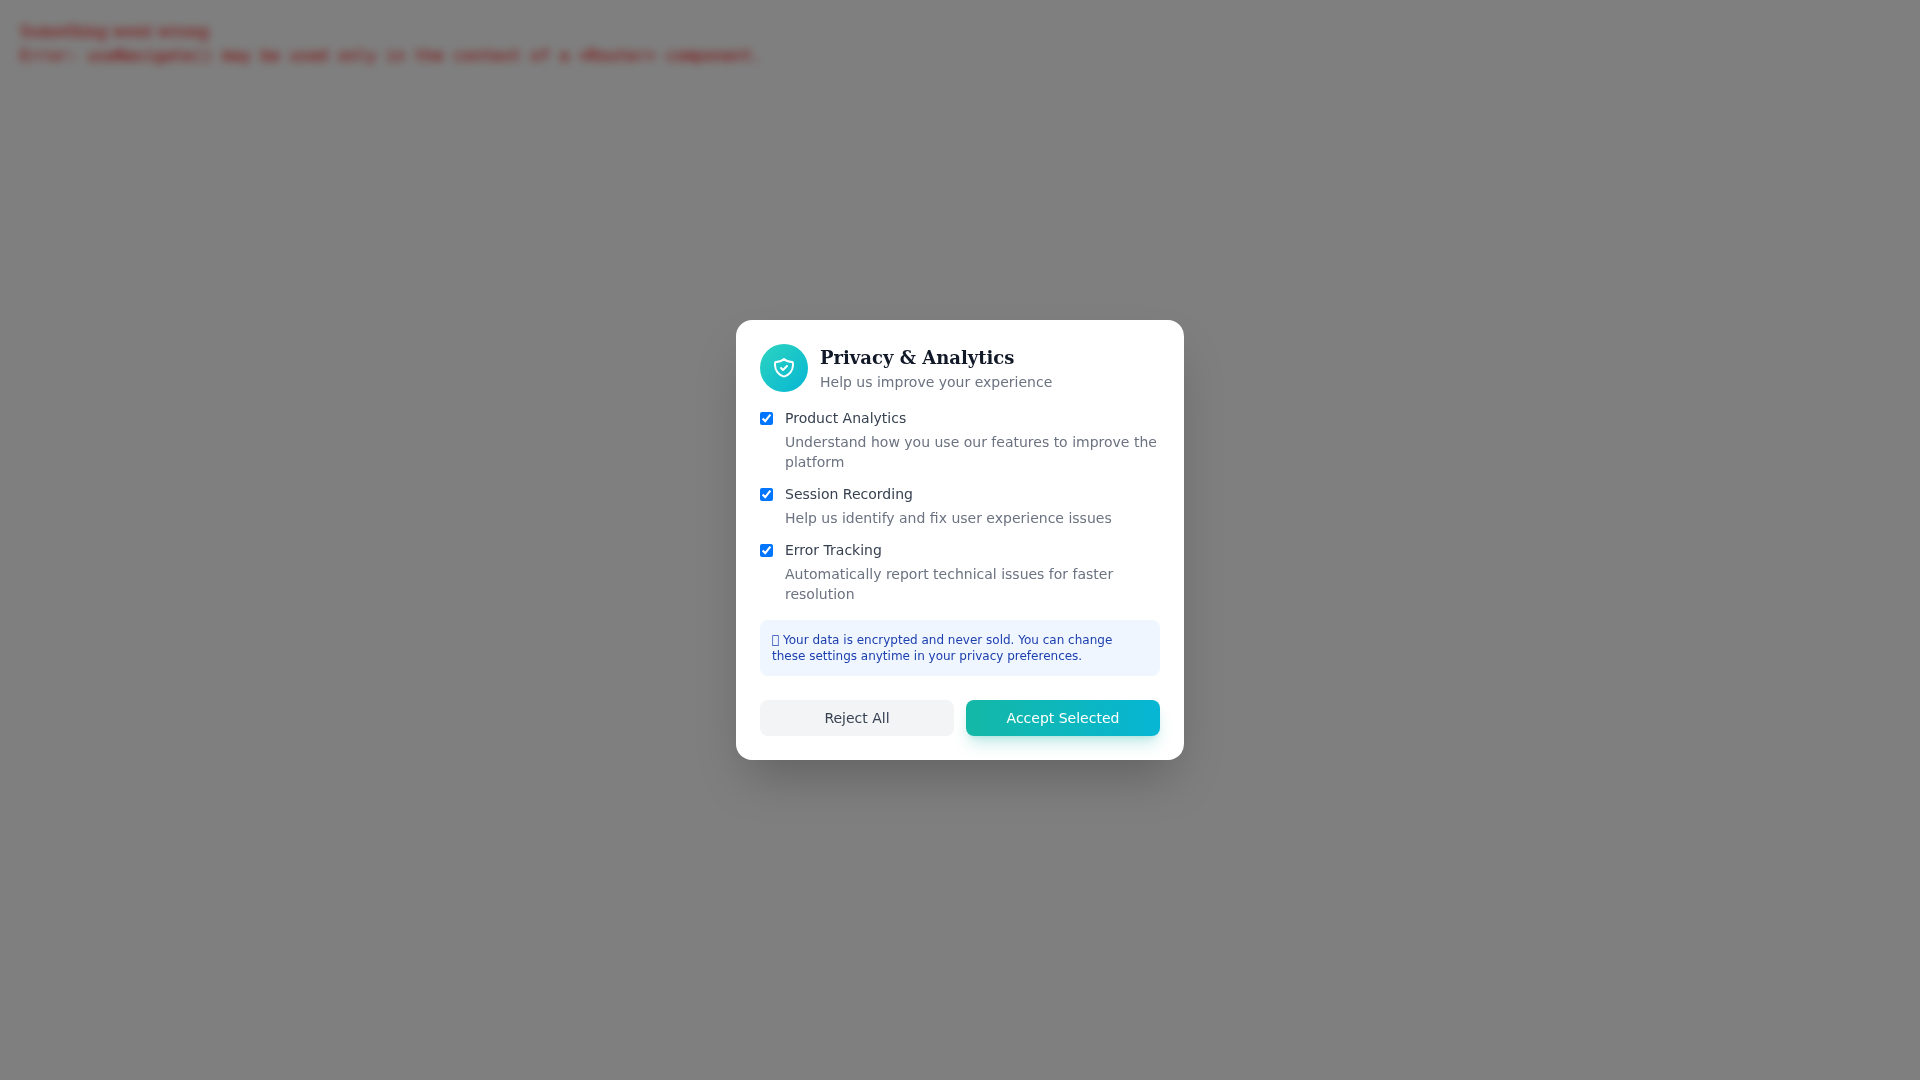 Something went wrong
Error: useNavigate() may be used only in the context of a <Router> component.
Privacy & Analytics
Help us improve your experience
Product Analytics
Understand how you use our features to improve the
platform
Session Recording
Help us identify and fix user experience issues
Error Tracking
Automatically report technical issues for faster
resolution
Your data is encrypted and never sold. You can change
these settings anytime in your privacy preferences.
Reject All
Accept Selected